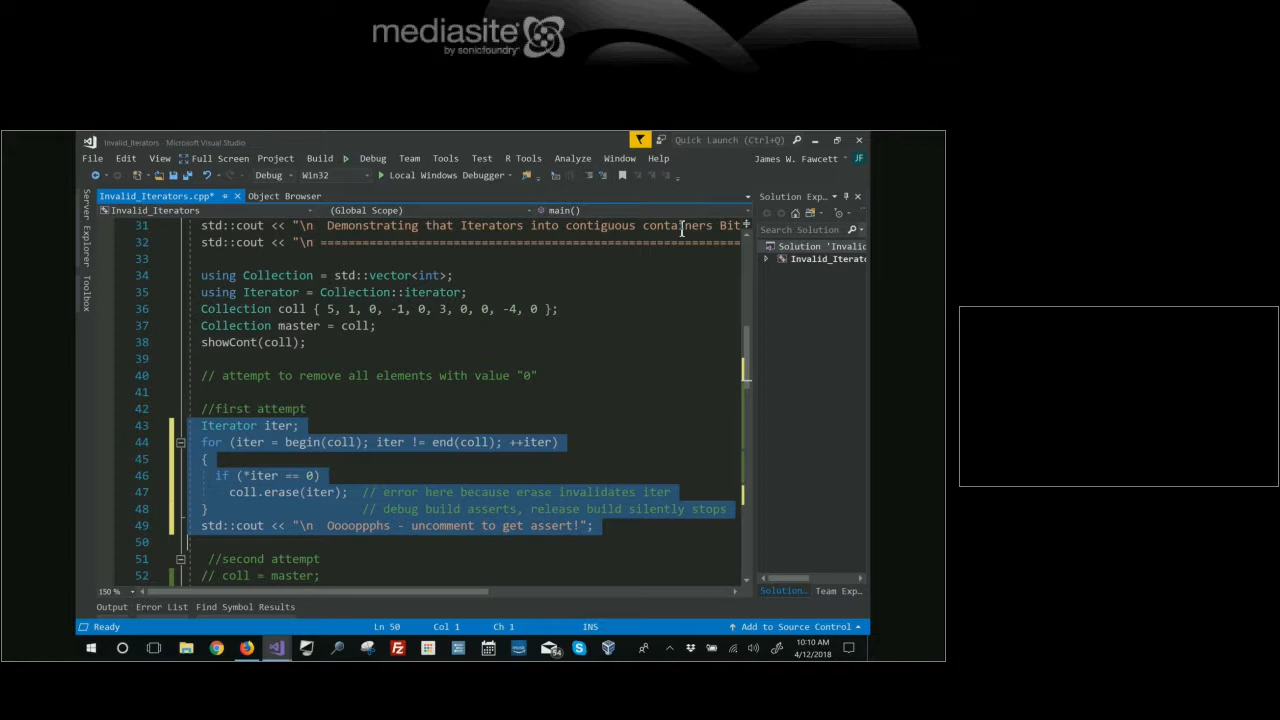 mediasite
by sonicfoundry
Invalid_Iterators - Microsoft Visual Studio
Quick Launch (Ctrl+Q)
File Edit View Full Screen Project Build Debug Team Tools Test R Tools Analyze Window Help
James W. Fawcett JF
Debug Win32 Local Windows Debugger
Server Explorer
Toolbox
Invalid_Iterators.cpp* Object Browser
Invalid_Iterators (Global Scope) main()
31 std::cout << "\n  Demonstrating that Iterators into contiguous containers Bit
32 std::cout << "\n ============================================================
33
34 using Collection = std::vector<int>;
35 using Iterator = Collection::iterator;
36 Collection coll { 5, 1, 0, -1, 0, 3, 0, 0, -4, 0 };
37 Collection master = coll;
38 showCont(coll);
39
40 // attempt to remove all elements with value "0"
41
42 //first attempt
43 Iterator iter;
44 for (iter = begin(coll); iter != end(coll); ++iter)
45 {
46 if (*iter == 0)
47 coll.erase(iter);  // error here because erase invalidates iter
48 } // debug build asserts, release build silently stops
49 std::cout << "\n  Ooooppphs - uncomment to get assert!";
50
51 //second attempt
52 // coll = master;
150 %
Solution Exp...
Search Solution
Solution 'Invalid
Invalid_Iterato
Solution... Team Exp...
Output Error List Find Symbol Results
Ready Ln 50 Col 1 Ch 1 INS Add to Source Control
54
10:10 AM
4/12/2018